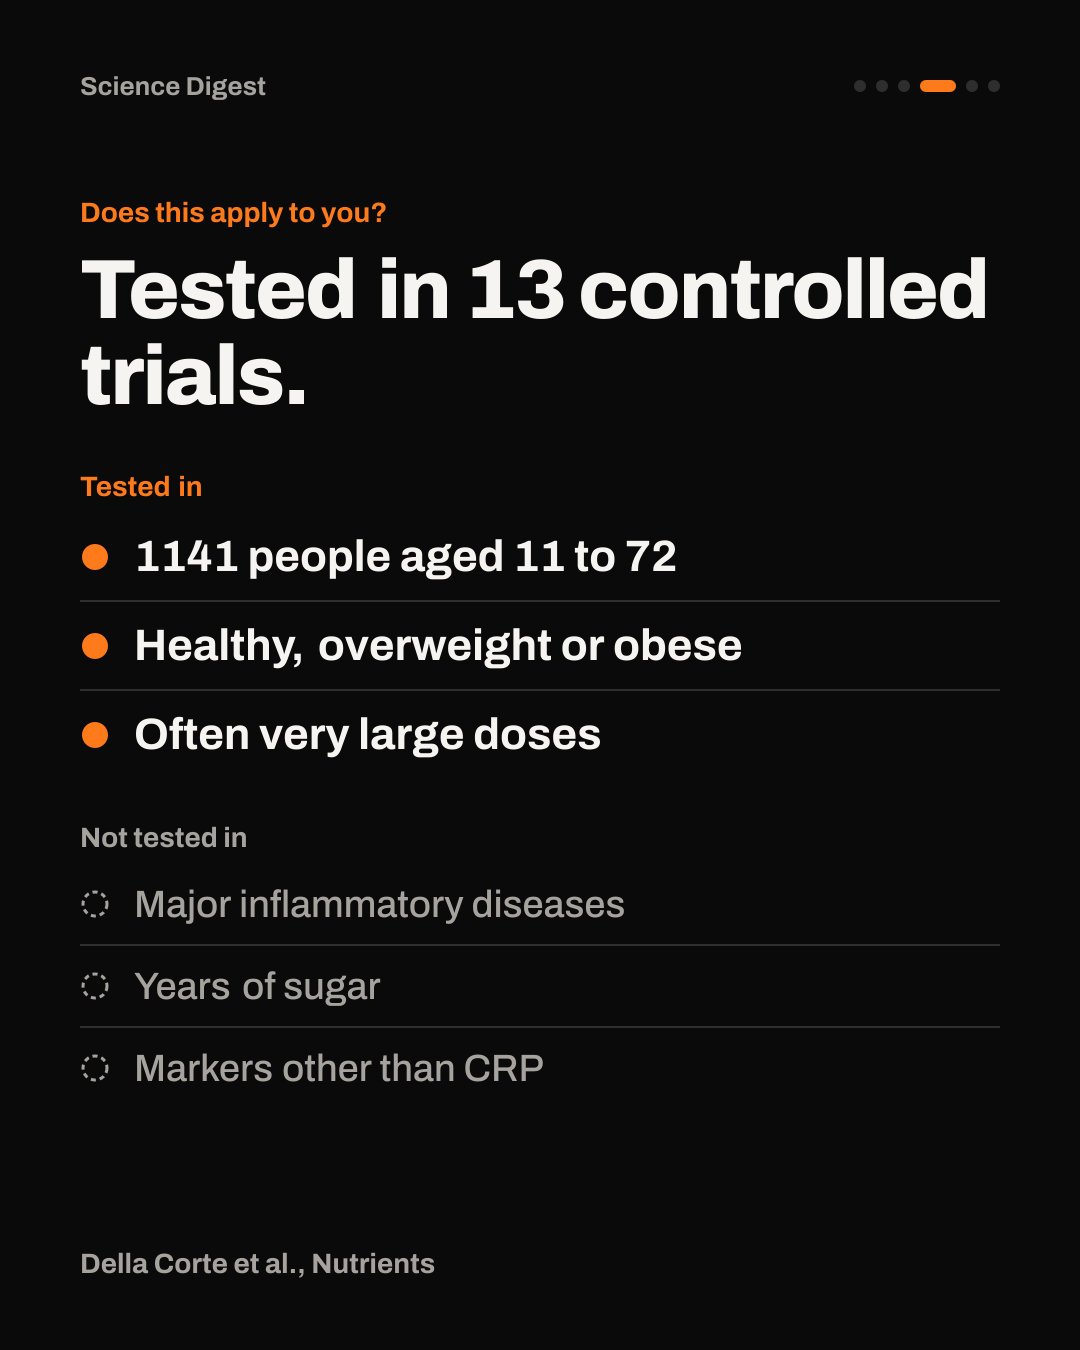 Science Digest
Does this apply to you?
Tested in 13 controlled
trials.
Tested in
1141 people aged 11 to 72
Healthy, overweight or obese
Often very large doses
Not tested in
Major inflammatory diseases
Years of sugar
Markers other than CRP
Della Corte et al., Nutrients